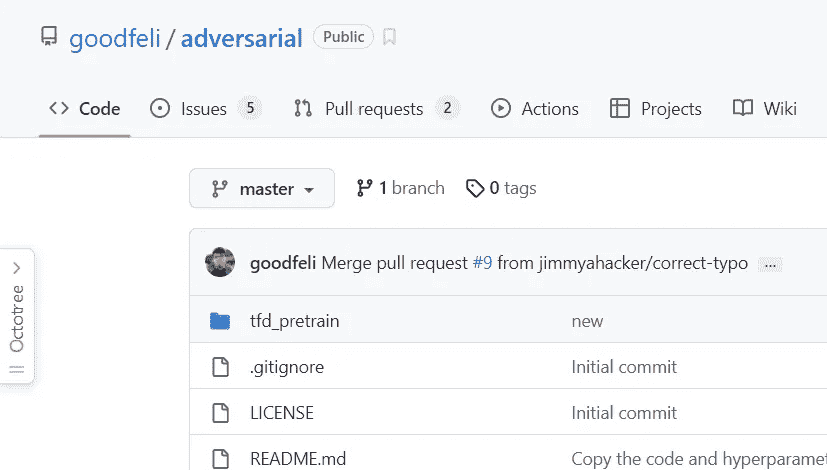 goodfeli / adversarial Public
Code Issues 5 Pull requests 2 Actions Projects Wiki
master 1 branch 0 tags
goodfeli Merge pull request #9 from jimmyahacker/correct-typo ...
Octotree
tfd_pretrain new
.gitignore Initial commit
LICENSE Initial commit
README.md Copy the code and hyperparamet